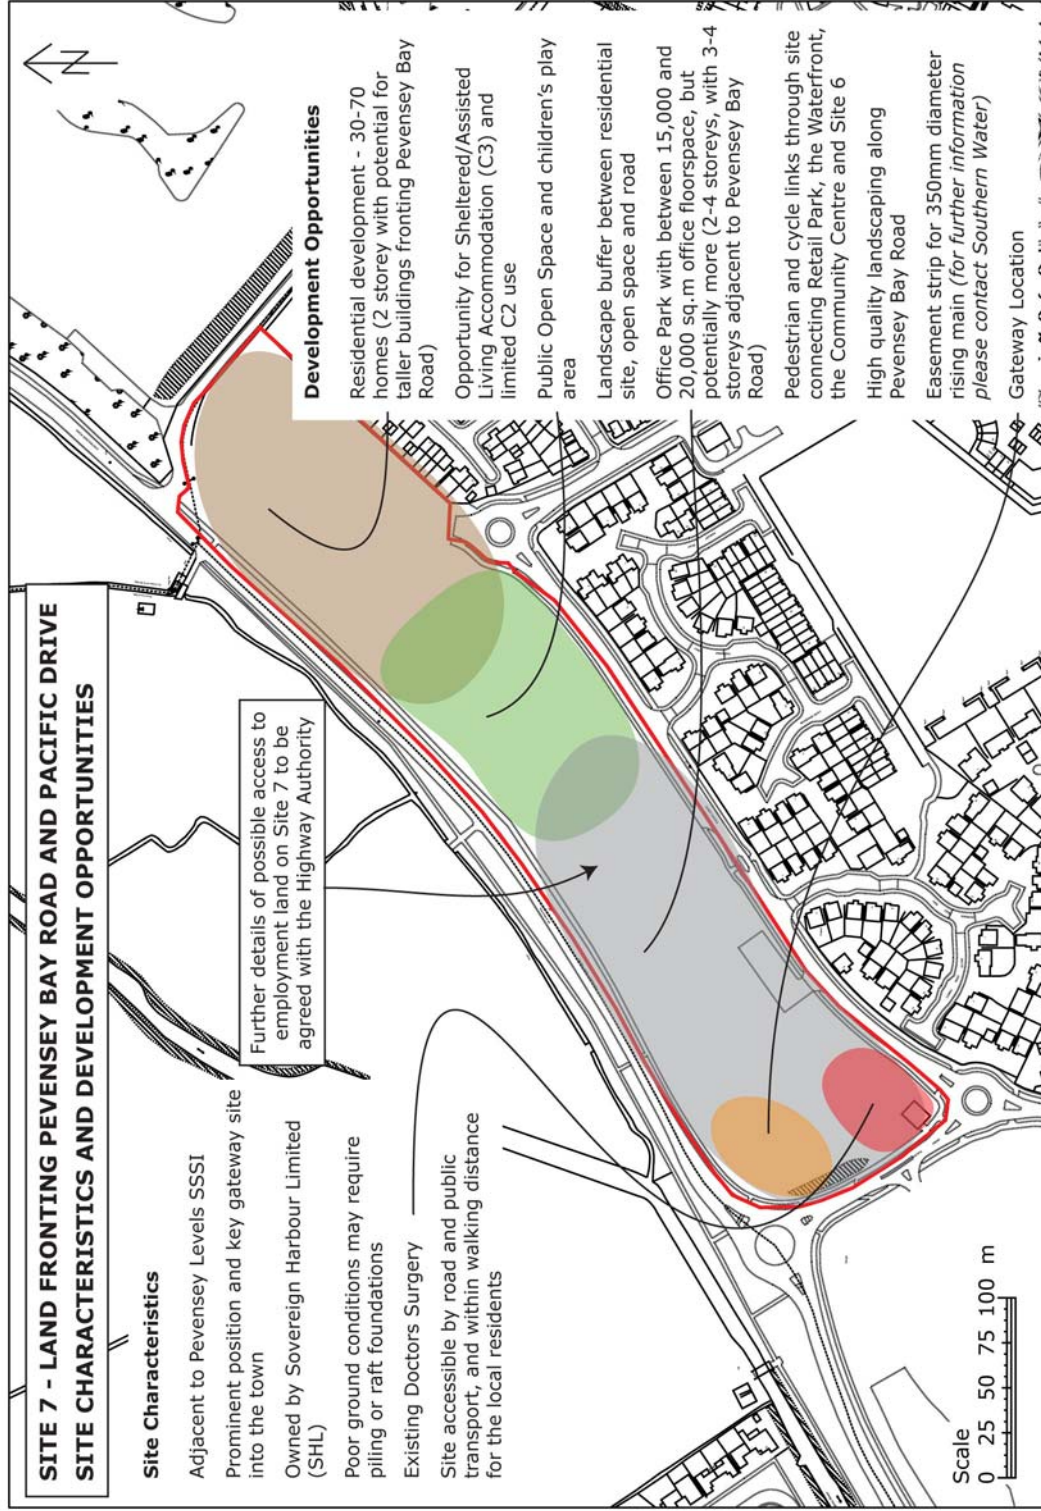 SITE 7 - LAND FRONTING PEVENSEY BAY ROAD AND PACIFIC DRIVE
SITE CHARACTERISTICS AND DEVELOPMENT OPPORTUNITIES
Site Characteristics
Adjacent to Pevensey Levels SSSI
Prominent position and key gateway site
into the town
Owned by Sovereign Harbour Limited
(SHL)
Poor ground conditions may require
piling or raft foundations
Existing Doctors Surgery
Site accessible by road and public
transport, and within walking distance
for the local residents
Further details of possible access to
employment land on Site 7 to be
agreed with the Highway Authority
N
Development Opportunities
Residential development - 30-70
homes (2 storey with potential for
taller buildings fronting Pevensey Bay
Road)
Opportunity for Sheltered/Assisted
Living Accommodation (C3) and
limited C2 use
Public Open Space and children's play
area
Landscape buffer between residential
site, open space and road
Office Park with between 15,000 and
20,000 sq.m office floorspace, but
potentially more (2-4 storeys, with 3-4
storeys adjacent to Pevensey Bay
Road)
Pedestrian and cycle links through site
connecting Retail Park, the Waterfront,
the Community Centre and Site 6
High quality landscaping along
Pevensey Bay Road
Easement strip for 350mm diameter
rising main (for further information
please contact Southern Water)
Gateway Location
Scale
0 25 50 75 100 m